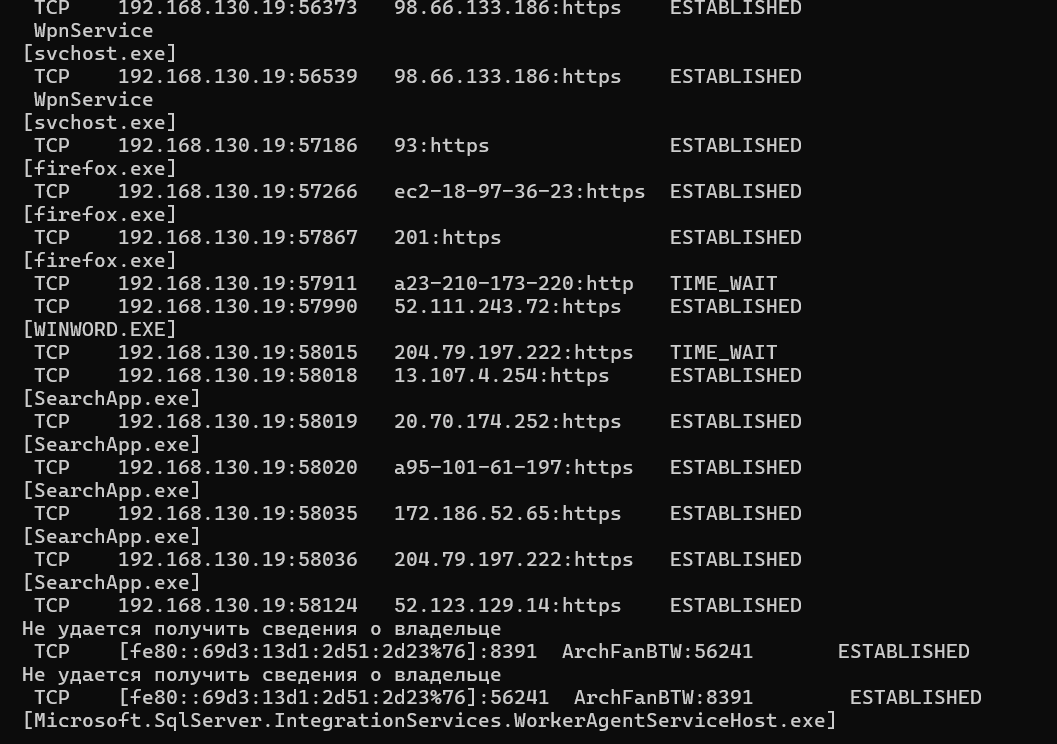 TCP    192.168.130.19:56373   98.66.133.186:https    ESTABLISHED
WpnService
[svchost.exe]
TCP    192.168.130.19:56539   98.66.133.186:https    ESTABLISHED
WpnService
[svchost.exe]
TCP    192.168.130.19:57186   93:https               ESTABLISHED
[firefox.exe]
TCP    192.168.130.19:57266   ec2-18-97-36-23:https  ESTABLISHED
[firefox.exe]
TCP    192.168.130.19:57867   201:https              ESTABLISHED
[firefox.exe]
TCP    192.168.130.19:57911   a23-210-173-220:http   TIME_WAIT
TCP    192.168.130.19:57990   52.111.243.72:https    ESTABLISHED
[WINWORD.EXE]
TCP    192.168.130.19:58015   204.79.197.222:https   TIME_WAIT
TCP    192.168.130.19:58018   13.107.4.254:https     ESTABLISHED
[SearchApp.exe]
TCP    192.168.130.19:58019   20.70.174.252:https    ESTABLISHED
[SearchApp.exe]
TCP    192.168.130.19:58020   a95-101-61-197:https   ESTABLISHED
[SearchApp.exe]
TCP    192.168.130.19:58035   172.186.52.65:https    ESTABLISHED
[SearchApp.exe]
TCP    192.168.130.19:58036   204.79.197.222:https   ESTABLISHED
[SearchApp.exe]
TCP    192.168.130.19:58124   52.123.129.14:https    ESTABLISHED
Не удается получить сведения о владельце
TCP    [fe80::69d3:13d1:2d51:2d23%76]:8391  ArchFanBTW:56241       ESTABLISHED
Не удается получить сведения о владельце
TCP    [fe80::69d3:13d1:2d51:2d23%76]:56241  ArchFanBTW:8391        ESTABLISHED
[Microsoft.SqlServer.IntegrationServices.WorkerAgentServiceHost.exe]